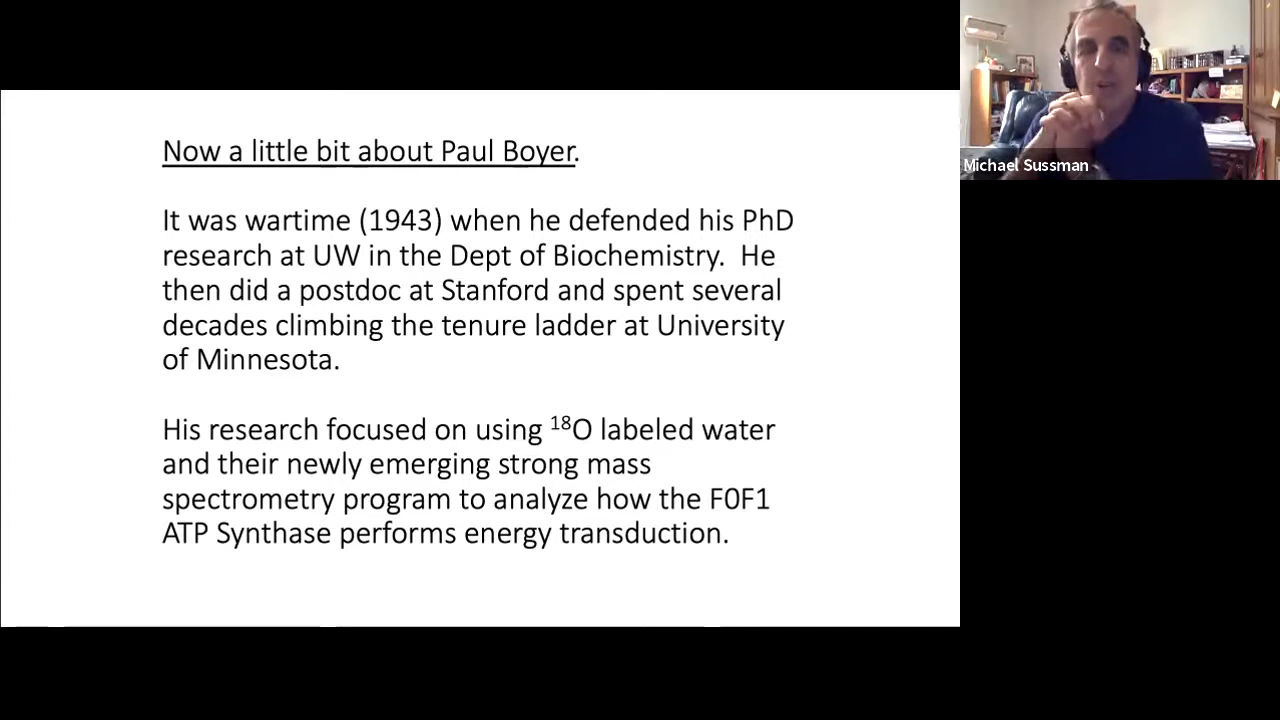 Now a little bit about Paul Boyer.
It was wartime (1943) when he defended his PhD
research at UW in the Dept of Biochemistry.  He
then did a postdoc at Stanford and spent several
decades climbing the tenure ladder at University
of Minnesota.
His research focused on using ¹⁸O labeled water
and their newly emerging strong mass
spectrometry program to analyze how the F0F1
ATP Synthase performs energy transduction.
Michael Sussman